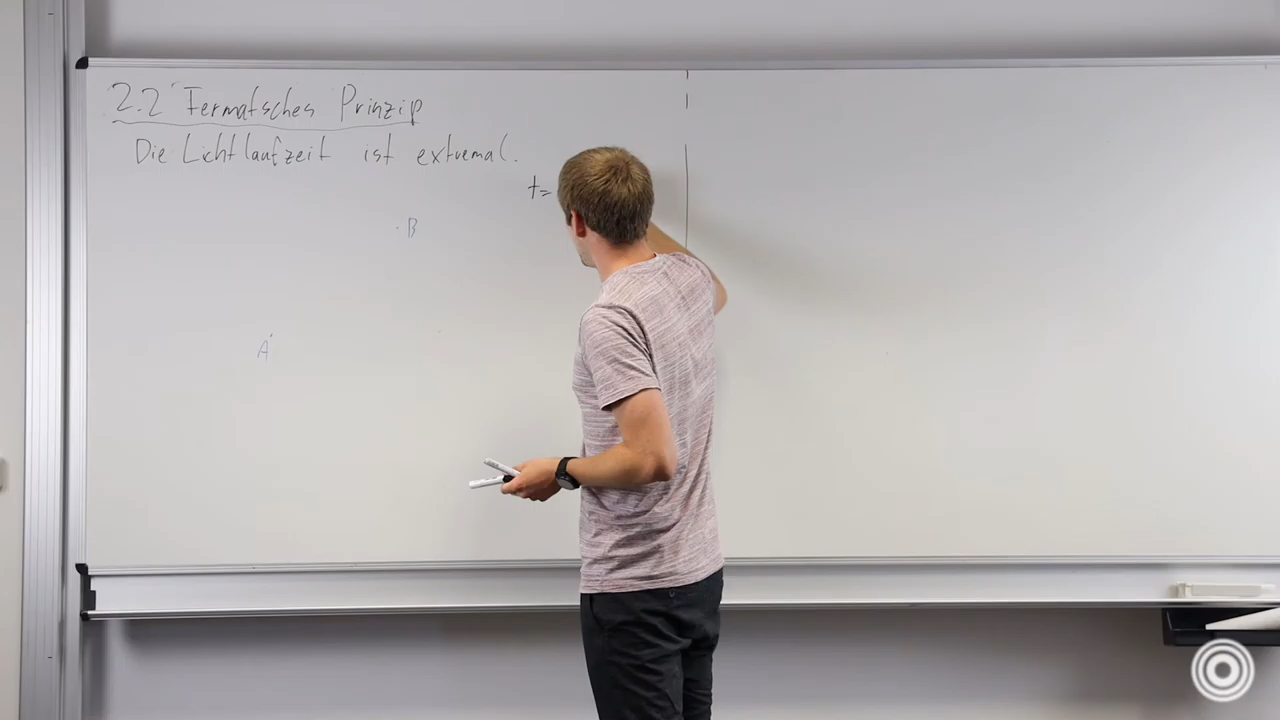 2.2 Fermatsches Prinzip
Die Lichtlaufzeit ist extremal.
t=
B
A